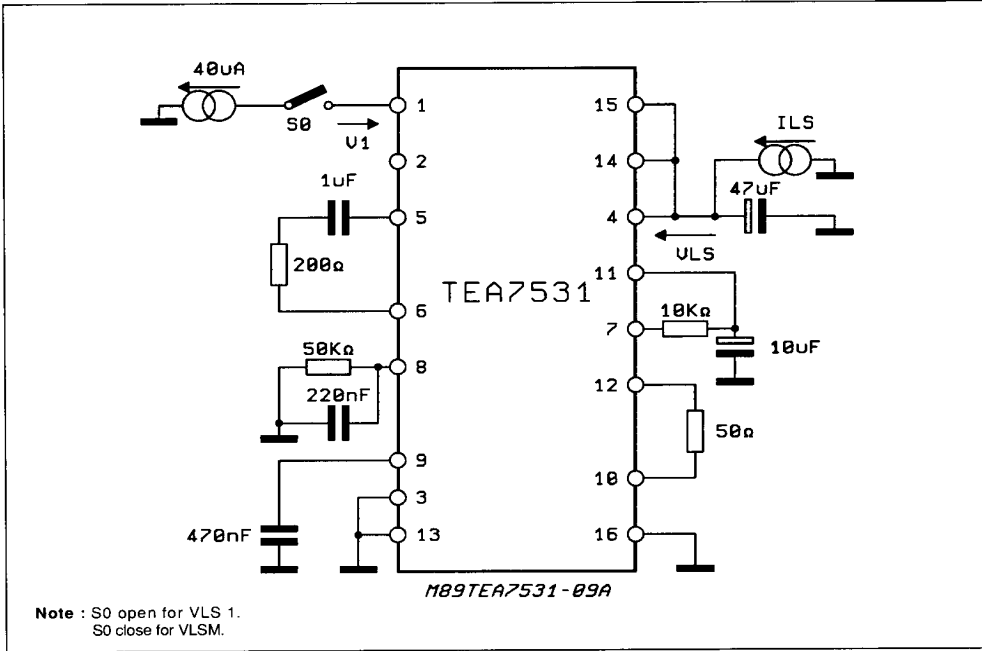 40uA
S0
V1
1
2
1uF
5
200Ω
6
50KΩ
8
220nF
9
3
470nF
13
TEA7531
15
14
4
ILS
47uF
VLS
11
7
10KΩ
10uF
12
50Ω
10
16
M89TEA7531-09A
Note : S0 open for VLS 1.
S0 close for VLSM.